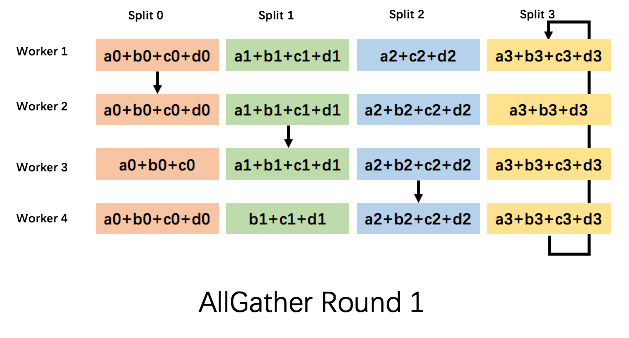 Split 0 Split 1 Split 2 Split 3
Worker 1 a0+b0+c0+d0 a1+b1+c1+d1 a2+c2+d2 a3+b3+c3+d3
Worker 2 a0+b0+c0+d0 a1+b1+c1+d1 a2+b2+c2+d2 a3+b3+d3
Worker 3 a0+b0+c0 a1+b1+c1+d1 a2+b2+c2+d2 a3+b3+c3+d3
Worker 4 a0+b0+c0+d0 b1+c1+d1 a2+b2+c2+d2 a3+b3+c3+d3
AllGather Round 1